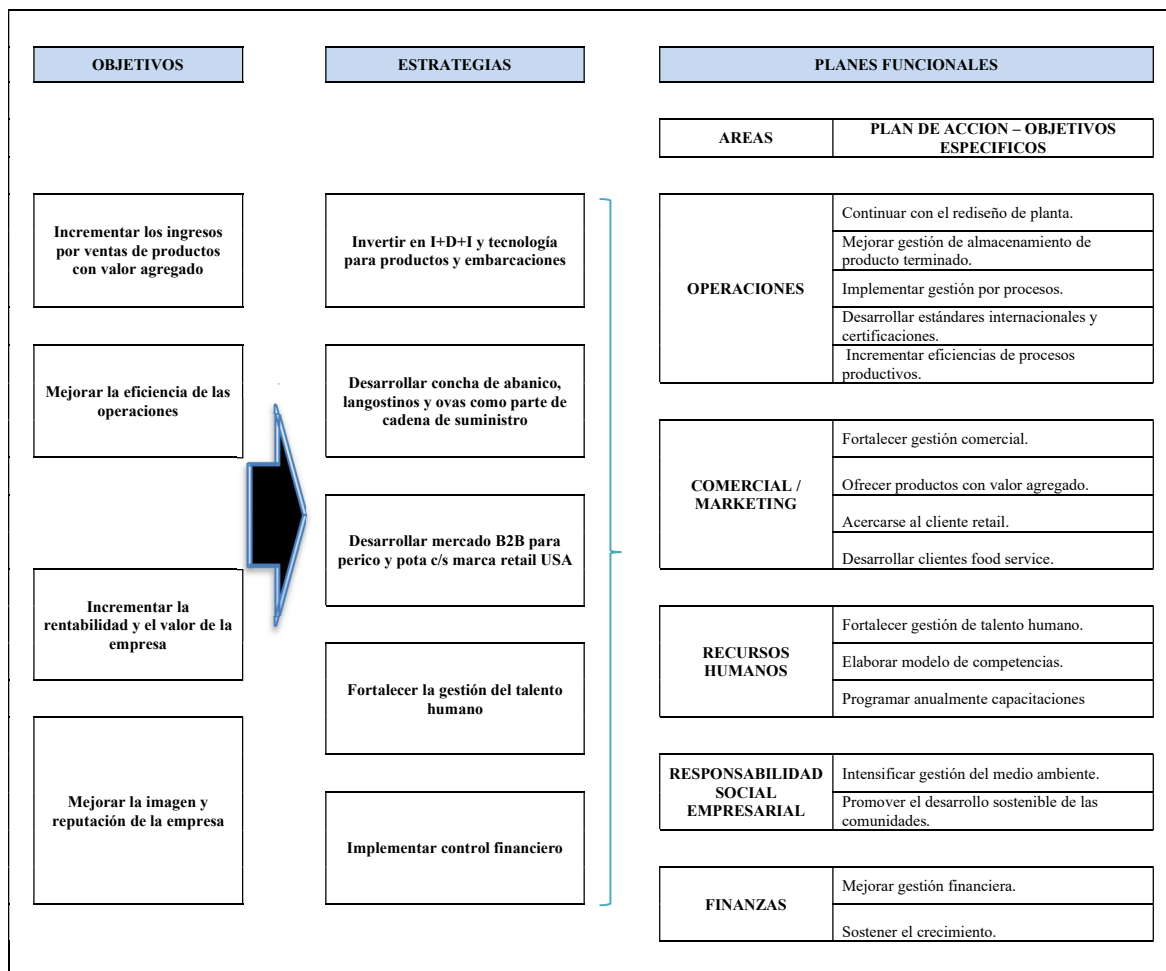 OBJETIVOS
ESTRATEGIAS
PLANES FUNCIONALES
AREAS
PLAN DE ACCION – OBJETIVOS
ESPECIFICOS
Incrementar los ingresos
por ventas de productos
con valor agregado
Mejorar la eficiencia de las
operaciones
Incrementar la
rentabilidad y el valor de la
empresa
Mejorar la imagen y
reputación de la empresa
Invertir en I+D+I y tecnología
para productos y embarcaciones
Desarrollar concha de abanico,
langostinos y ovas como parte de
cadena de suministro
Desarrollar mercado B2B para
perico y pota c/s marca retail USA
Fortalecer la gestión del talento
humano
Implementar control financiero
OPERACIONES
Continuar con el rediseño de planta.
Mejorar gestión de almacenamiento de
producto terminado.
Implementar gestión por procesos.
Desarrollar estándares internacionales y
certificaciones.
Incrementar eficiencias de procesos
productivos.
COMERCIAL /
MARKETING
Fortalecer gestión comercial.
Ofrecer productos con valor agregado.
Acercarse al cliente retail.
Desarrollar clientes food service.
RECURSOS
HUMANOS
Fortalecer gestión de talento humano.
Elaborar modelo de competencias.
Programar anualmente capacitaciones
RESPONSABILIDAD
SOCIAL
EMPRESARIAL
Intensificar gestión del medio ambiente.
Promover el desarrollo sostenible de las
comunidades.
FINANZAS
Mejorar gestión financiera.
Sostener el crecimiento.